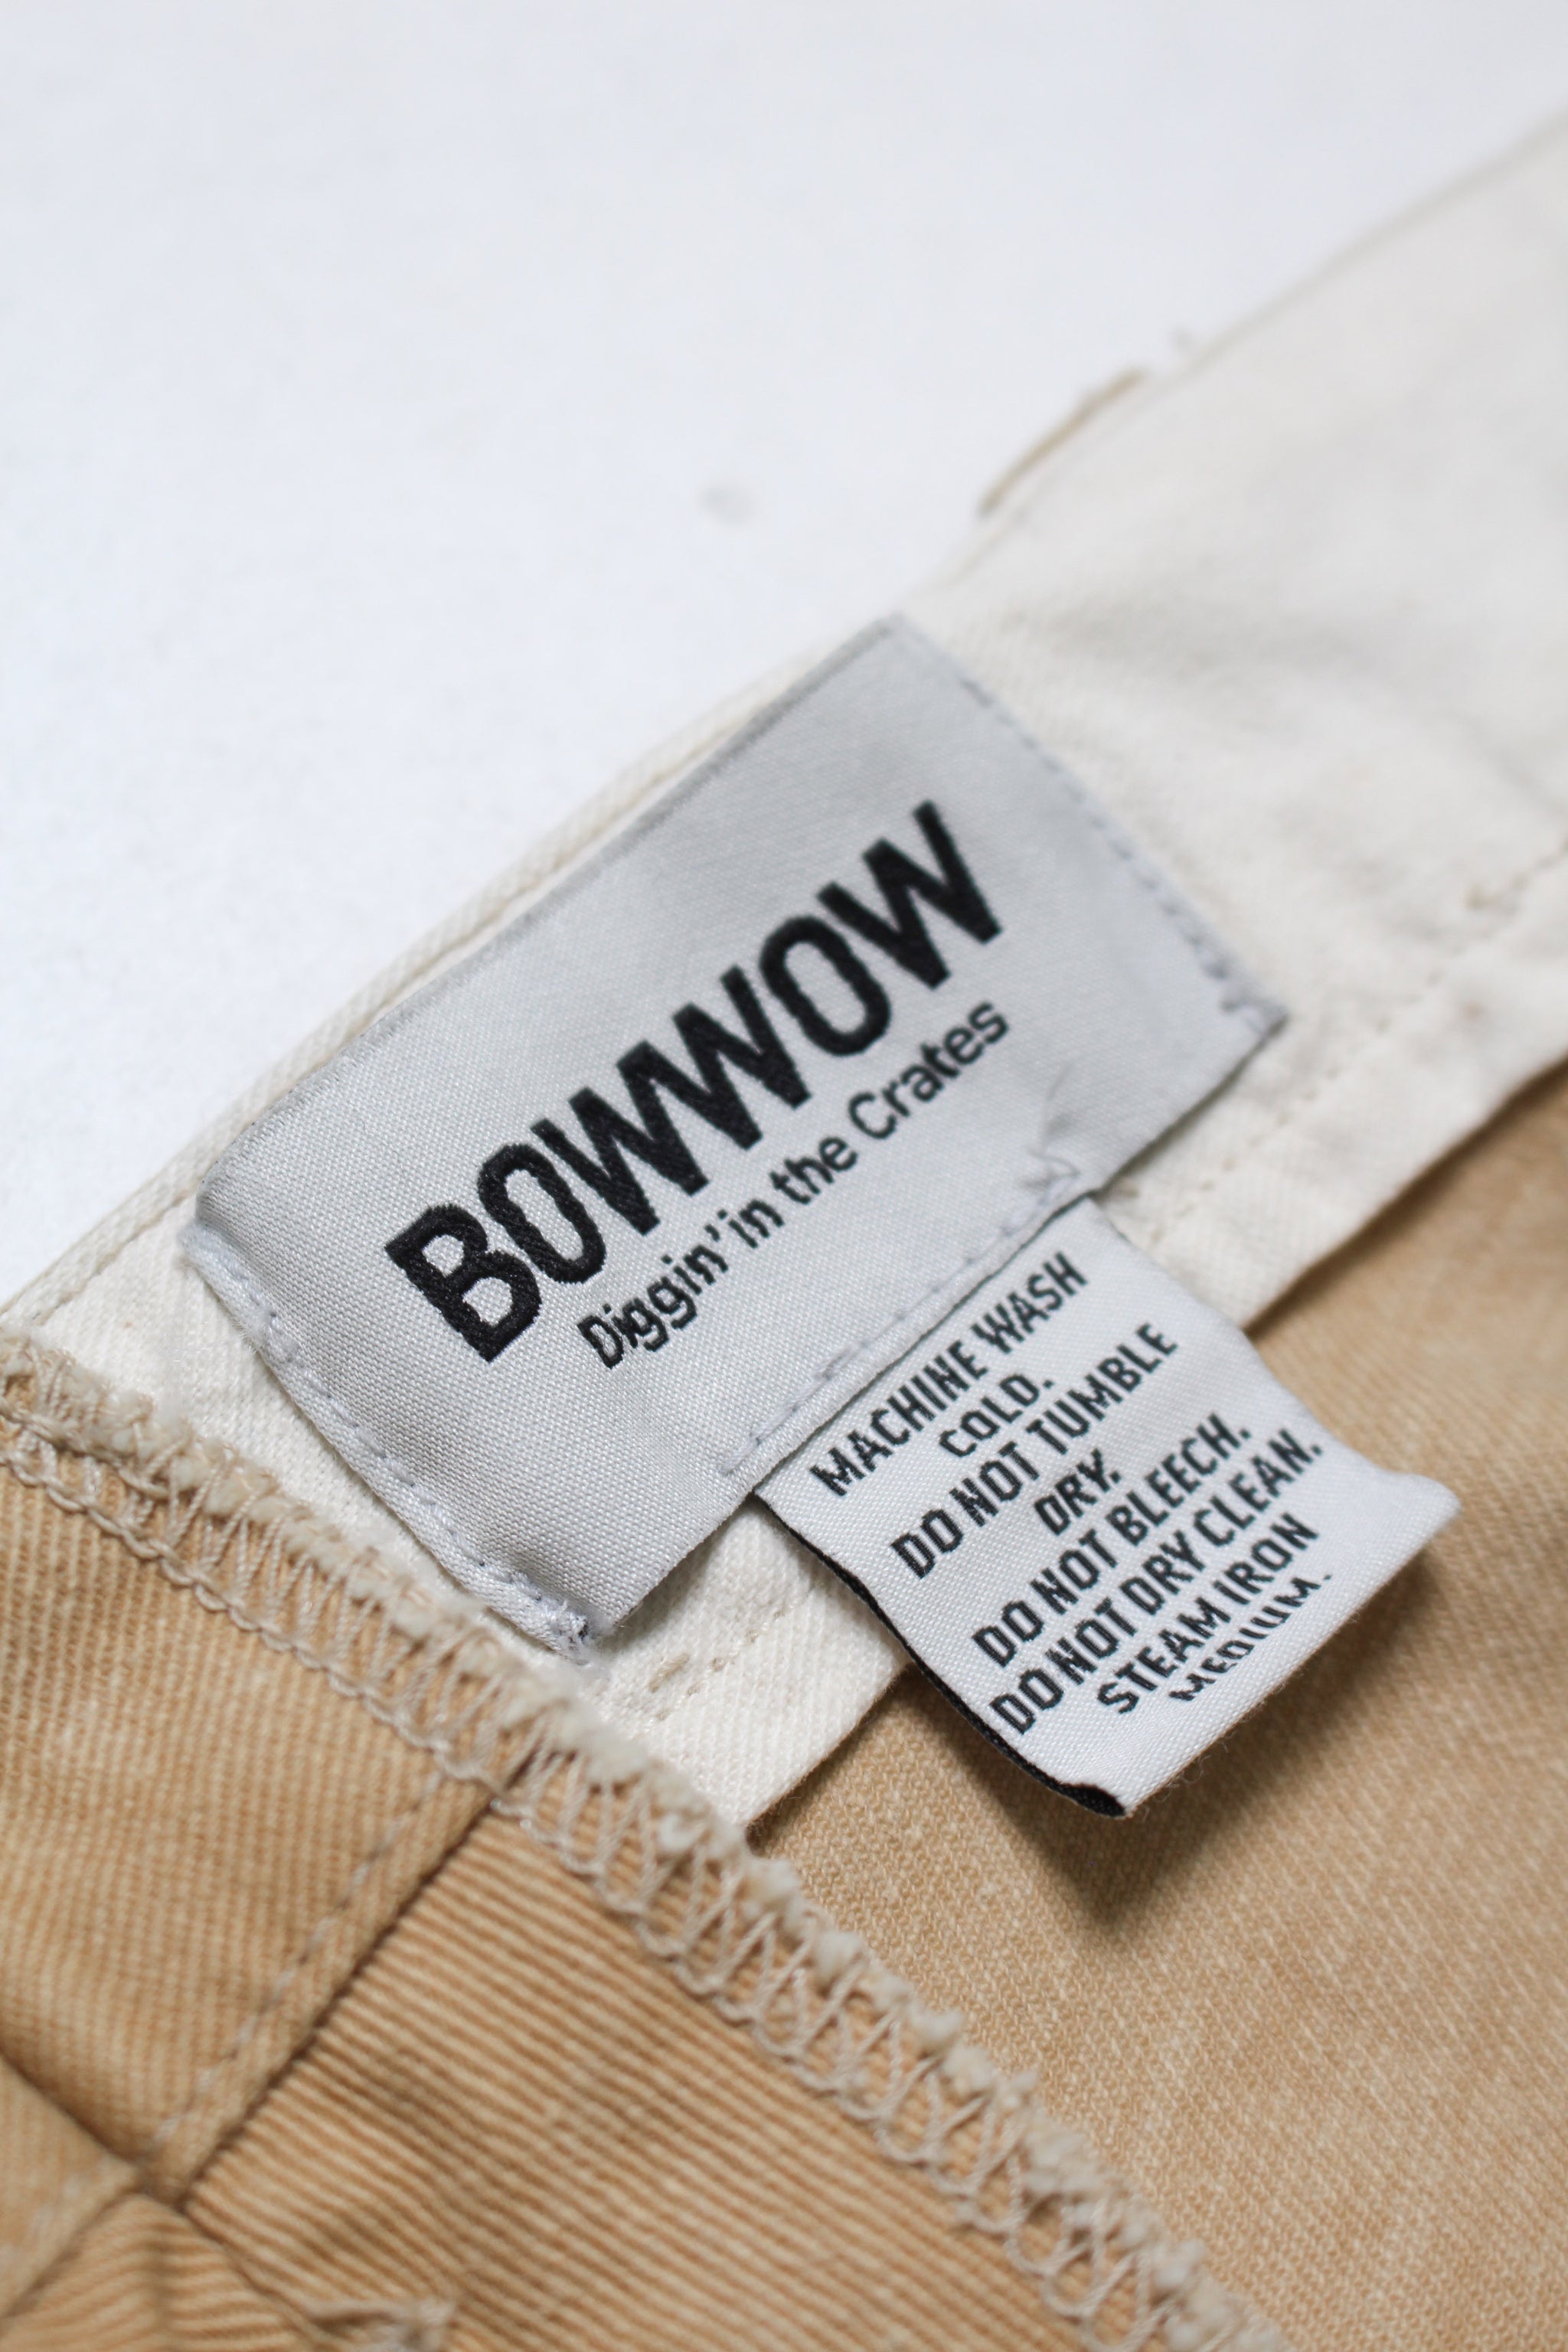 BOWWOW
Diggin' in the Crates
MACHINE WASH
COLD.
DO NOT TUMBLE
DRY.
DO NOT BLEECH.
DO NOT DRY CLEAN.
STEAM IRON
MEDIUM.